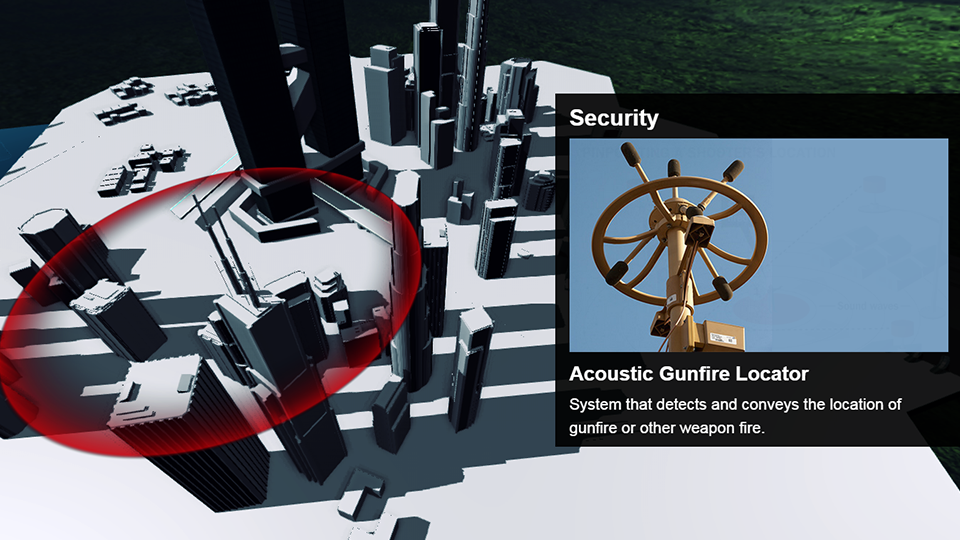 Security
Acoustic Gunfire Locator
System that detects and conveys the location of
gunfire or other weapon fire.